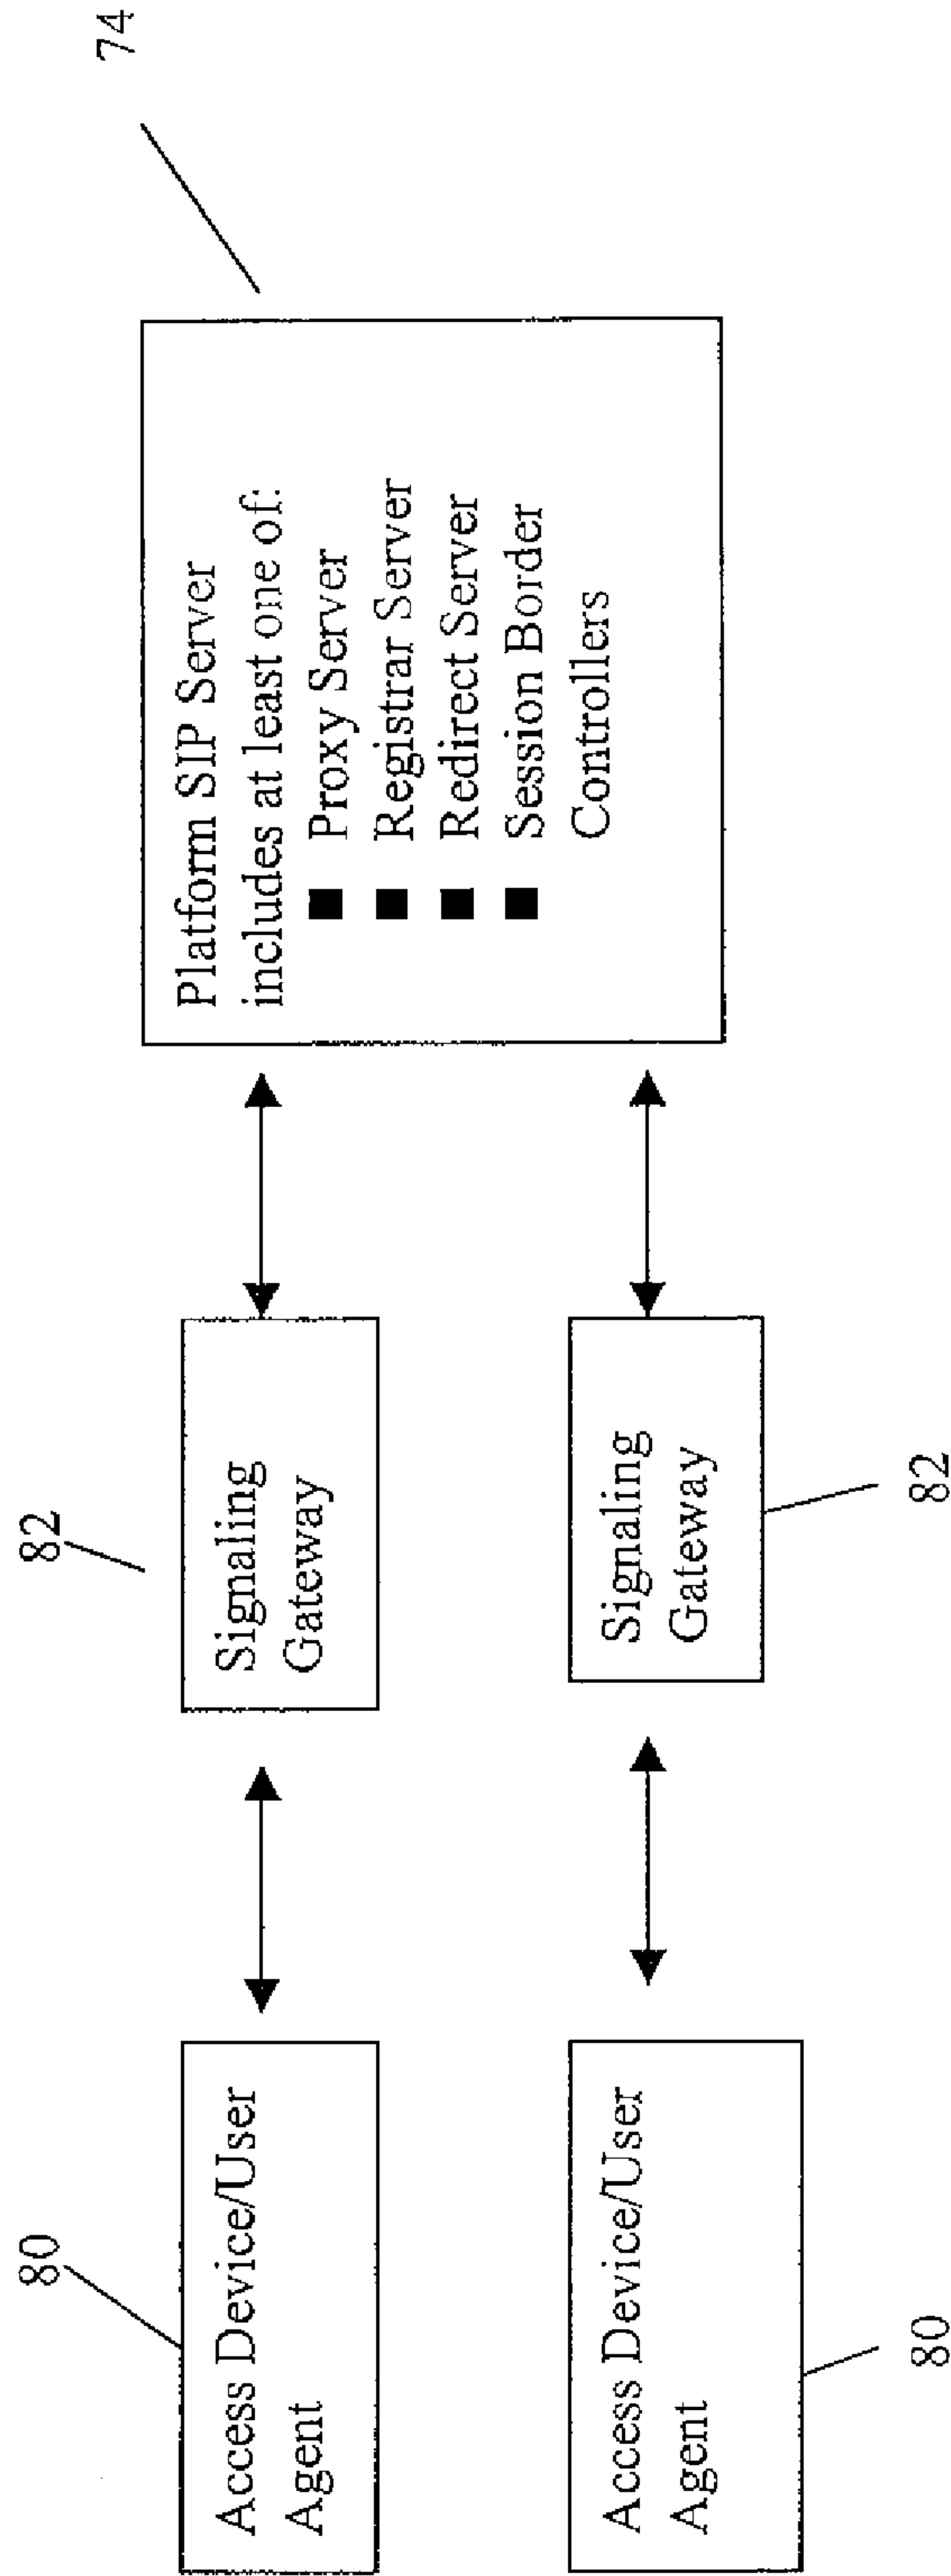 74
Platform SIP Server
includes at least one of:
■ Proxy Server
■ Registrar Server
■ Redirect Server
■ Session Border
Controllers
82
Signaling
Gateway
Signaling
Gateway
82
80
Access Device/User
Agent
Access Device/User
Agent
80